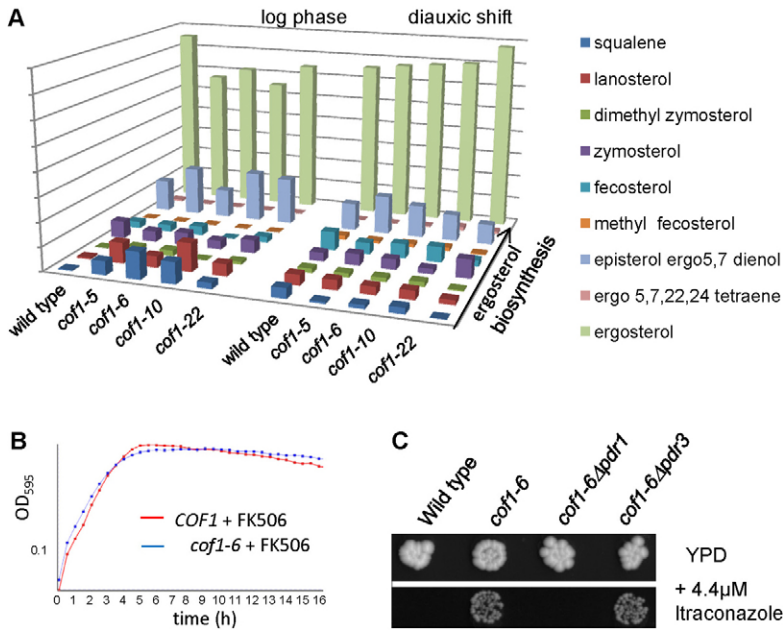 A
log phase
diauxic shift
squalene
lanosterol
dimethyl zymosterol
zymosterol
fecosterol
methyl fecosterol
episterol ergo5,7 dienol
ergo 5,7,22,24 tetraene
ergosterol
wild type
cof1-5
cof1-6
cof1-10
cof1-22
wild type
cof1-5
cof1-6
cof1-10
cof1-22
ergosterol
biosynthesis
B
OD595
0.1
COF1 + FK506
cof1-6 + FK506
0 1 2 3 4 5 6 7 8 9 10 11 12 13 14 15 16
time (h)
C
Wild type
cof1-6
cof1-6Δpdr1
cof1-6Δpdr3
YPD
+ 4.4µM
Itraconazole